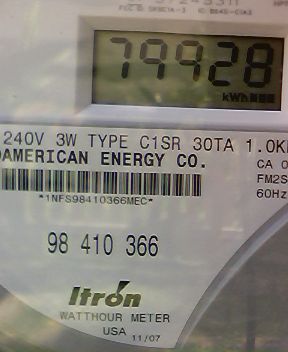 79928
kWh
240V 3W TYPE C1SR 30TA 1.0K
AMERICAN ENERGY CO.
CA
FM2S
60Hz
*1NFS98410366MEC*
98 410 366
Itron
WATTHOUR METER
USA 11/07